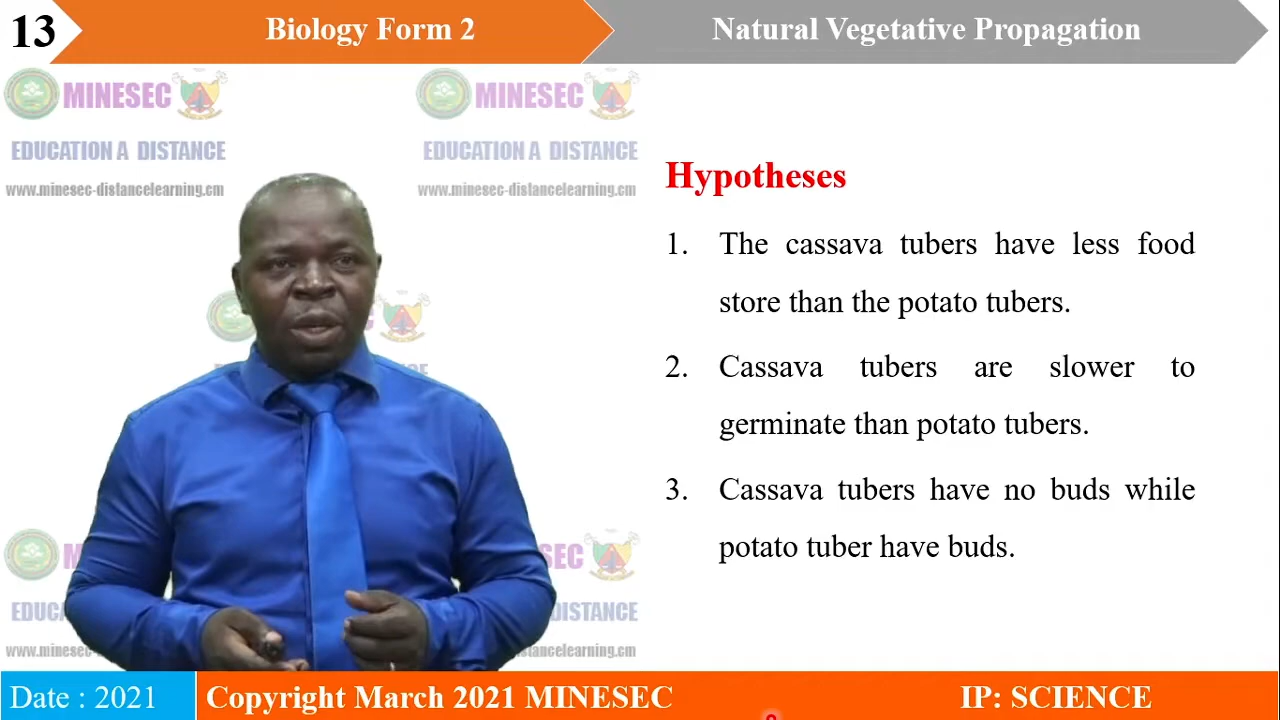 13
Biology Form 2
Natural Vegetative Propagation
MINESEC
EDUCATION A DISTANCE
www.minesec-distancelearning.cm
MINESEC
EDUCATION A DISTANCE
www.minesec-distancelearning.cm
Hypotheses
1. The cassava tubers have less food
store than the potato tubers.
2. Cassava tubers are slower to
germinate than potato tubers.
3. Cassava tubers have no buds while
potato tuber have buds.
Date : 2021
Copyright March 2021 MINESEC
IP: SCIENCE